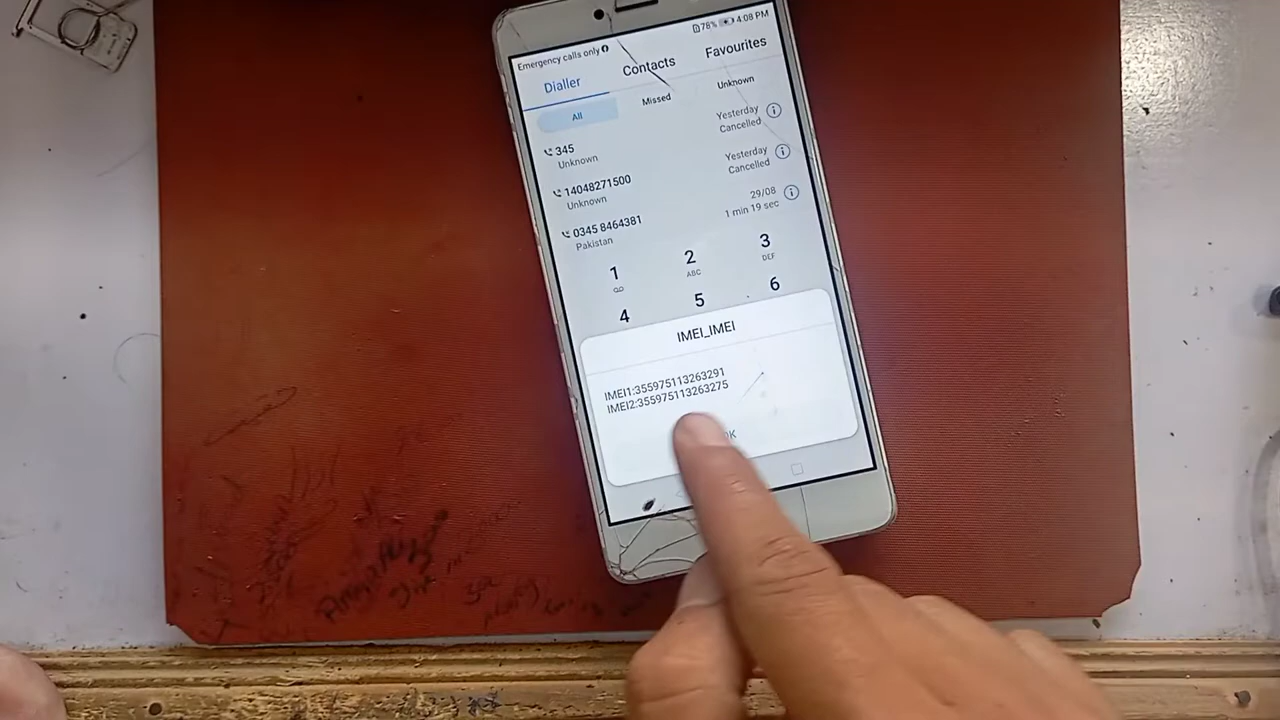 Emergency calls only
78% 4:08 PM
Dialler Contacts Favourites
All Missed Unknown
345
Unknown
Yesterday
Cancelled
14048271500
Unknown
Yesterday
Cancelled
0345 8464381
Pakistan
29/08
1 min 19 sec
1 2 ABC 3 DEF
4 5 6
IMEI_IMEI
IMEI1:355975113263291
IMEI2:355975113263275
OK